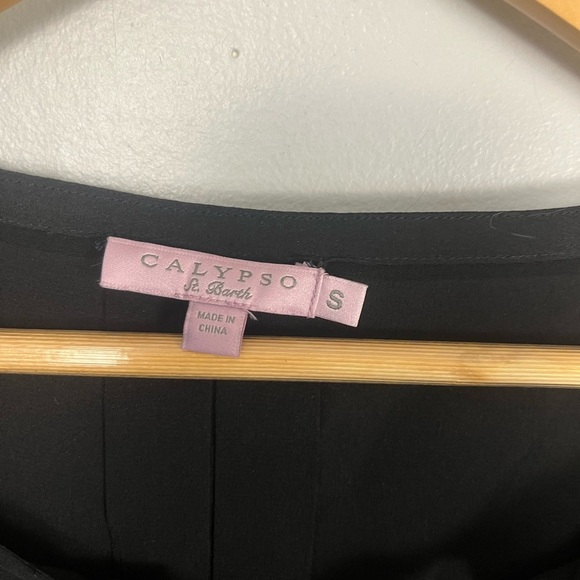 CALYPSO
St. Barth
S
MADE IN
CHINA